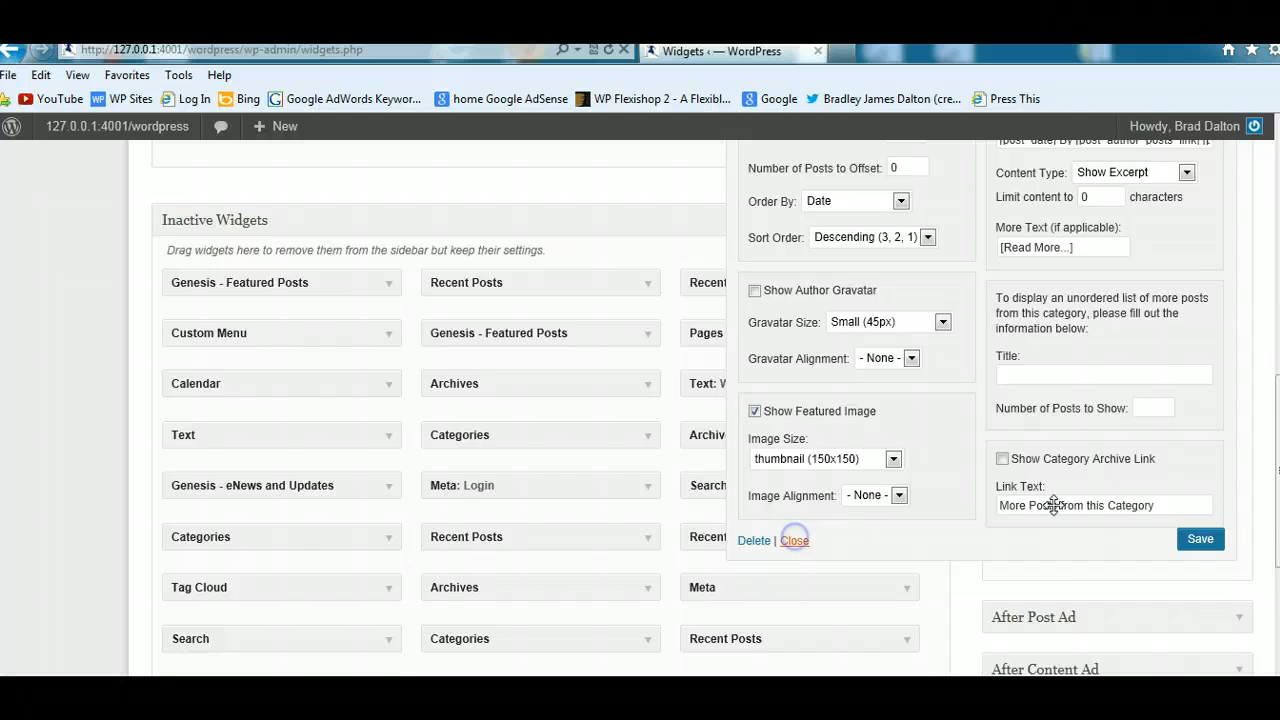 http://127.0.0.1:4001/wordpress/wp-admin/widgets.php
Widgets ‹ — WordPress
File Edit View Favorites Tools Help
YouTube WP Sites Log In Bing Google AdWords Keywor... home Google AdSense WP Flexishop 2 - A Flexibl... Google Bradley James Dalton (cre... Press This
127.0.0.1:4001/wordpress New Howdy, Brad Dalton
Number of Posts to Offset: 0
Order By: Date
Sort Order: Descending (3, 2, 1)
Show Author Gravatar
Gravatar Size: Small (45px)
Gravatar Alignment: - None -
Show Featured Image
Image Size:
thumbnail (150x150)
Image Alignment: - None -
Delete | Close
Content Type: Show Excerpt
Limit content to 0 characters
More Text (if applicable):
[Read More...]
To display an unordered list of more posts
from this category, please fill out the
information below:
Title:
Number of Posts to Show:
Show Category Archive Link
Link Text:
More Posts from this Category
Save
Inactive Widgets
Drag widgets here to remove them from the sidebar but keep their settings.
Genesis - Featured Posts Recent Posts Recen
Custom Menu Genesis - Featured Posts Pages
Calendar Archives Text:
Text Categories Archiv
Genesis - eNews and Updates Meta: Login Search
Categories Recent Posts Recen
Tag Cloud Archives Meta
Search Categories Recent Posts
After Post Ad
After Content Ad